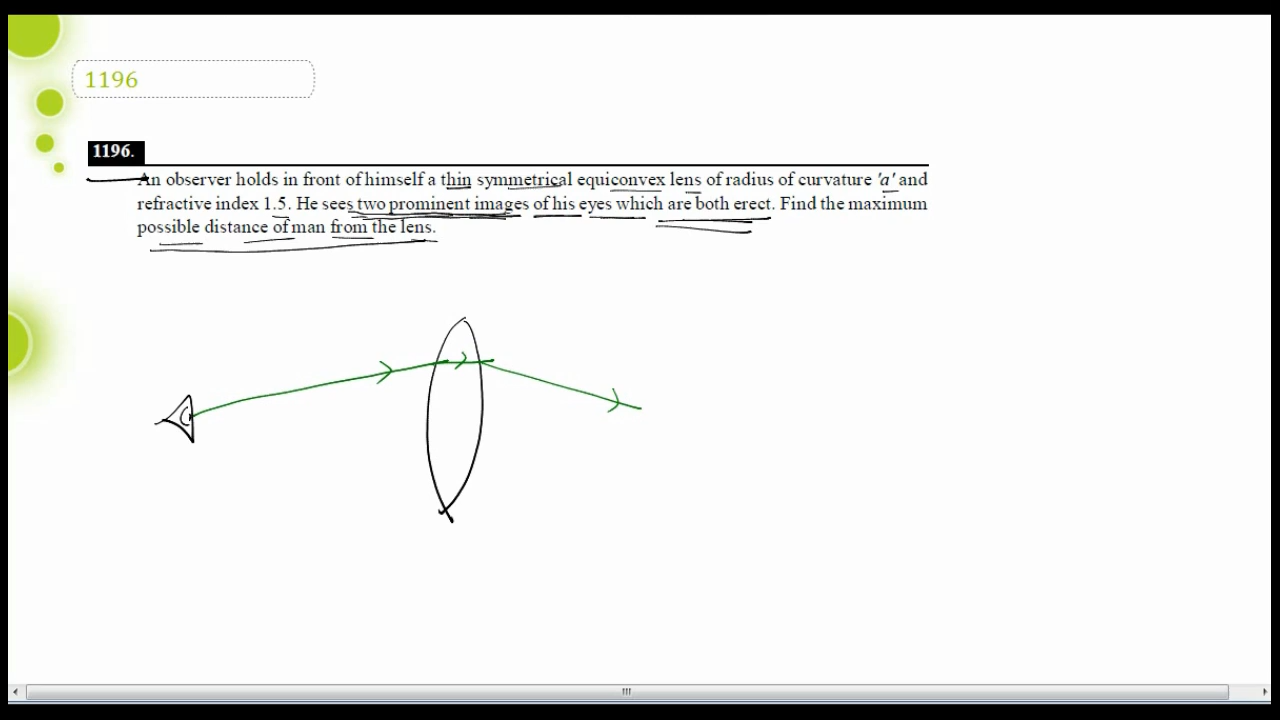 1196
1196.
An observer holds in front of himself a thin symmetrical equiconvex lens of radius of curvature 'a' and
refractive index 1.5. He sees two prominent images of his eyes which are both erect. Find the maximum
possible distance of man from the lens.